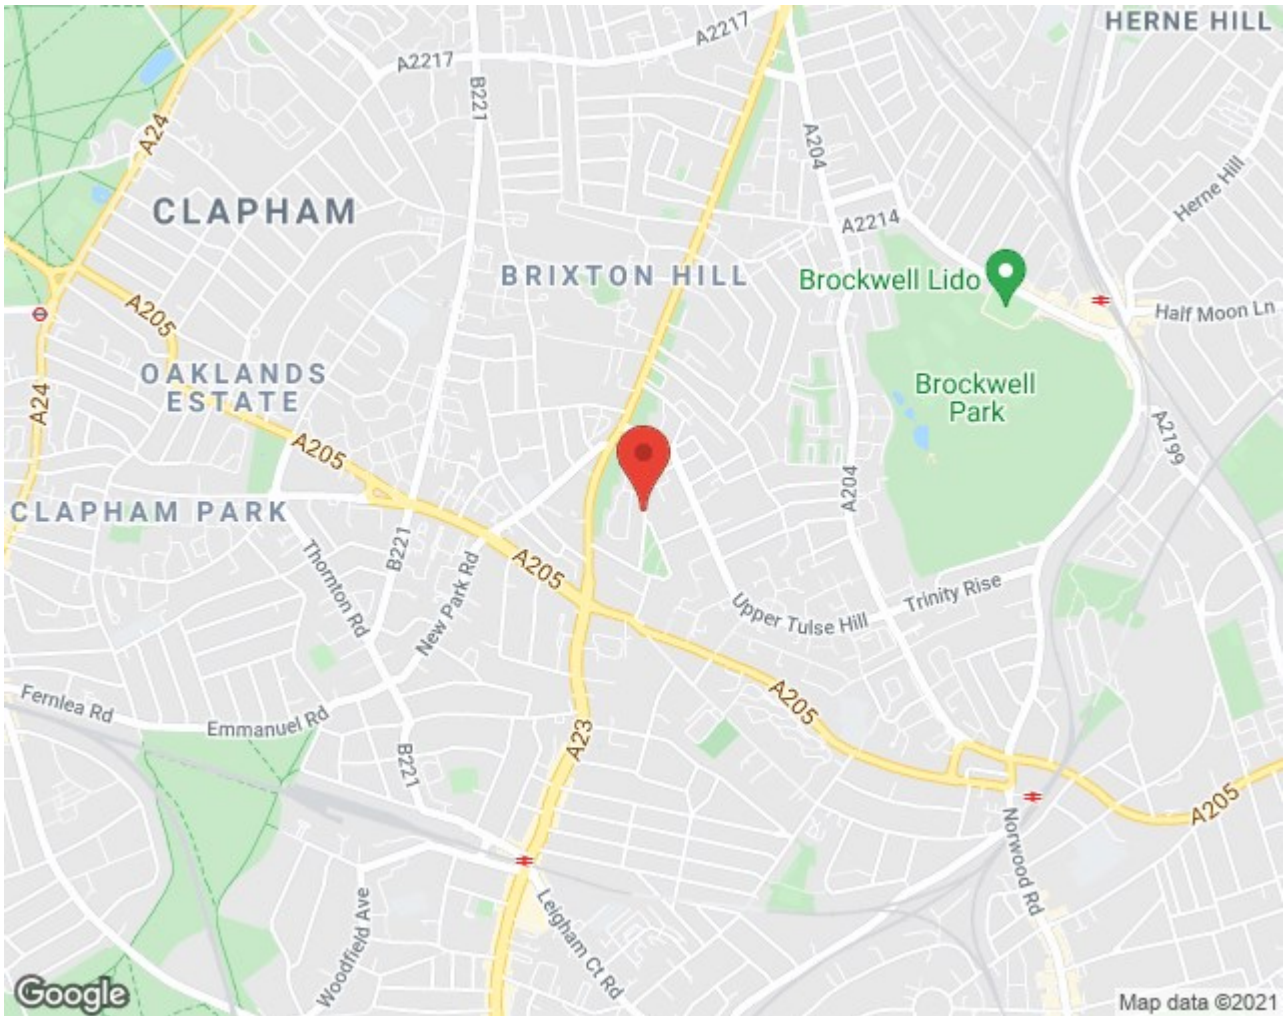 HERNE HILL
A2217
A2217
B221
A24
A204
Herne Hill
CLAPHAM
A2214
BRIXTON HILL
Brockwell Lido
A205
Half Moon Ln
OAKLANDS
ESTATE
Brockwell
Park
A24
A205
A2199
A204
CLAPHAM PARK
B221
Thornton Rd
A205
New Park Rd
Trinity Rise
Upper Tulse Hill
Fernlea Rd
Emmanuel Rd
A205
A23
B221
A205
Norwood Rd
Woodfield Ave
Leigham Ct Rd
Google
Map data ©2021